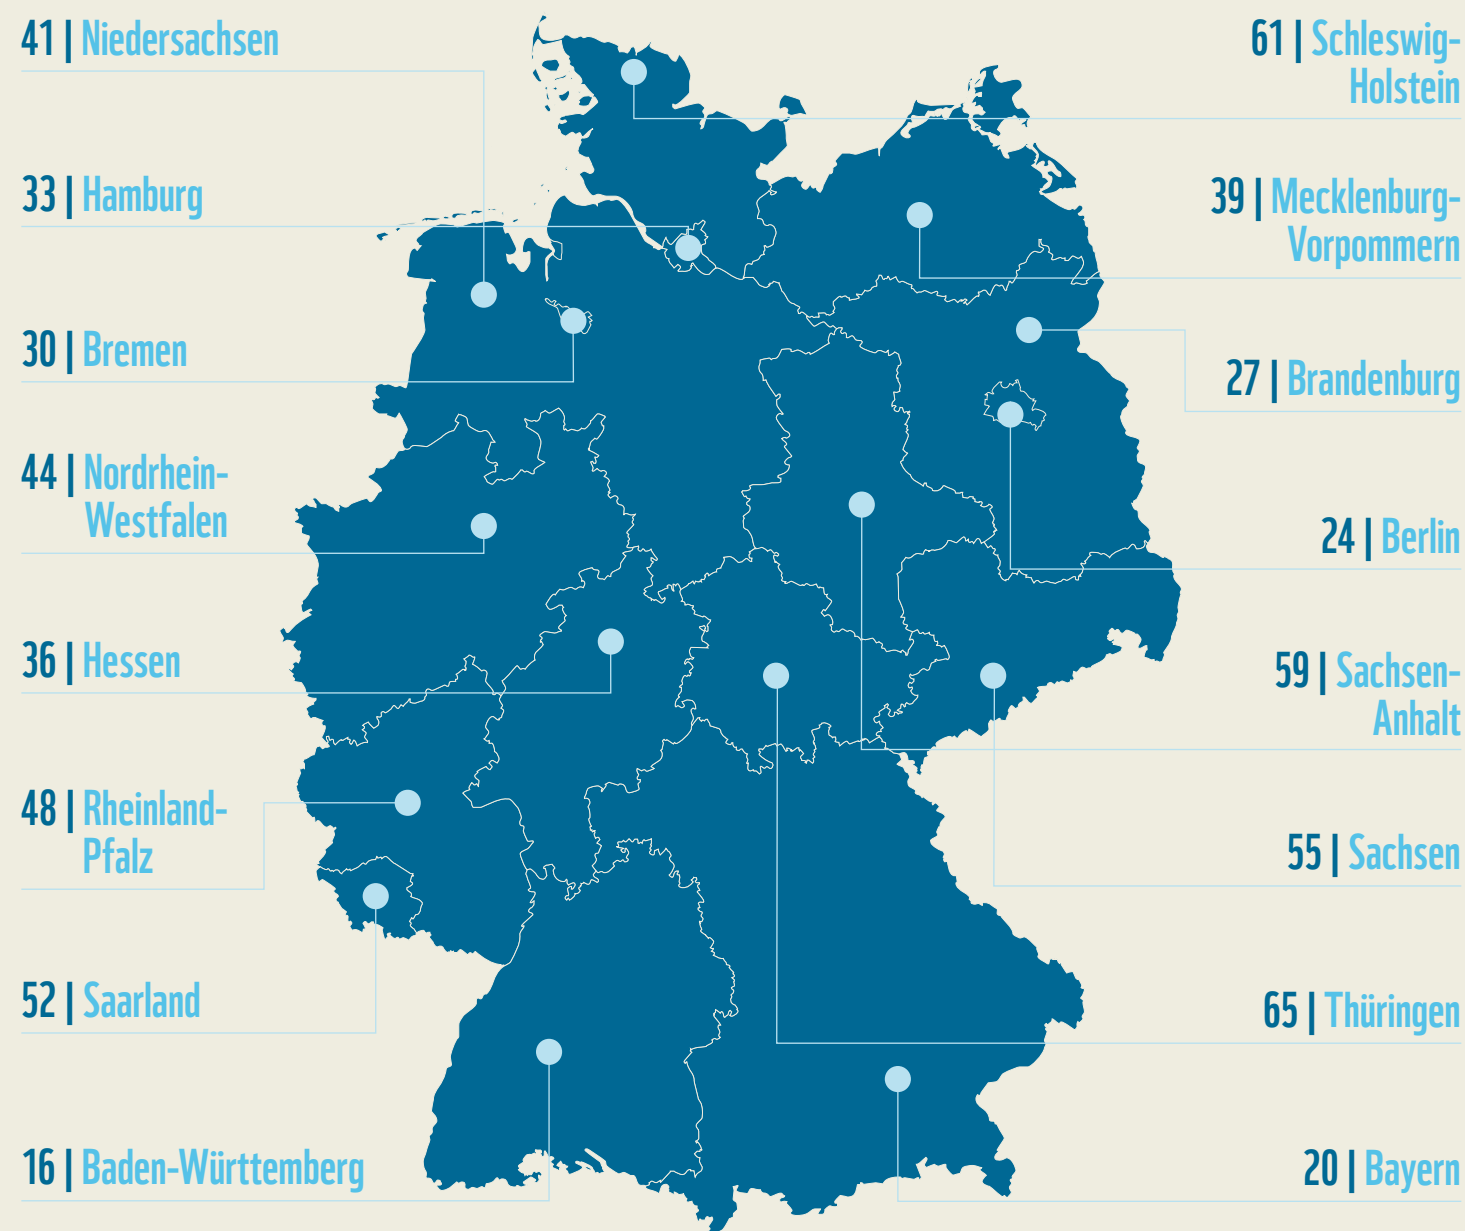 41 | Niedersachsen
33 | Hamburg
30 | Bremen
44 | Nordrhein-
Westfalen
36 | Hessen
48 | Rheinland-
Pfalz
52 | Saarland
16 | Baden-Württemberg
61 | Schleswig-
Holstein
39 | Mecklenburg-
Vorpommern
27 | Brandenburg
24 | Berlin
59 | Sachsen-
Anhalt
55 | Sachsen
65 | Thüringen
20 | Bayern